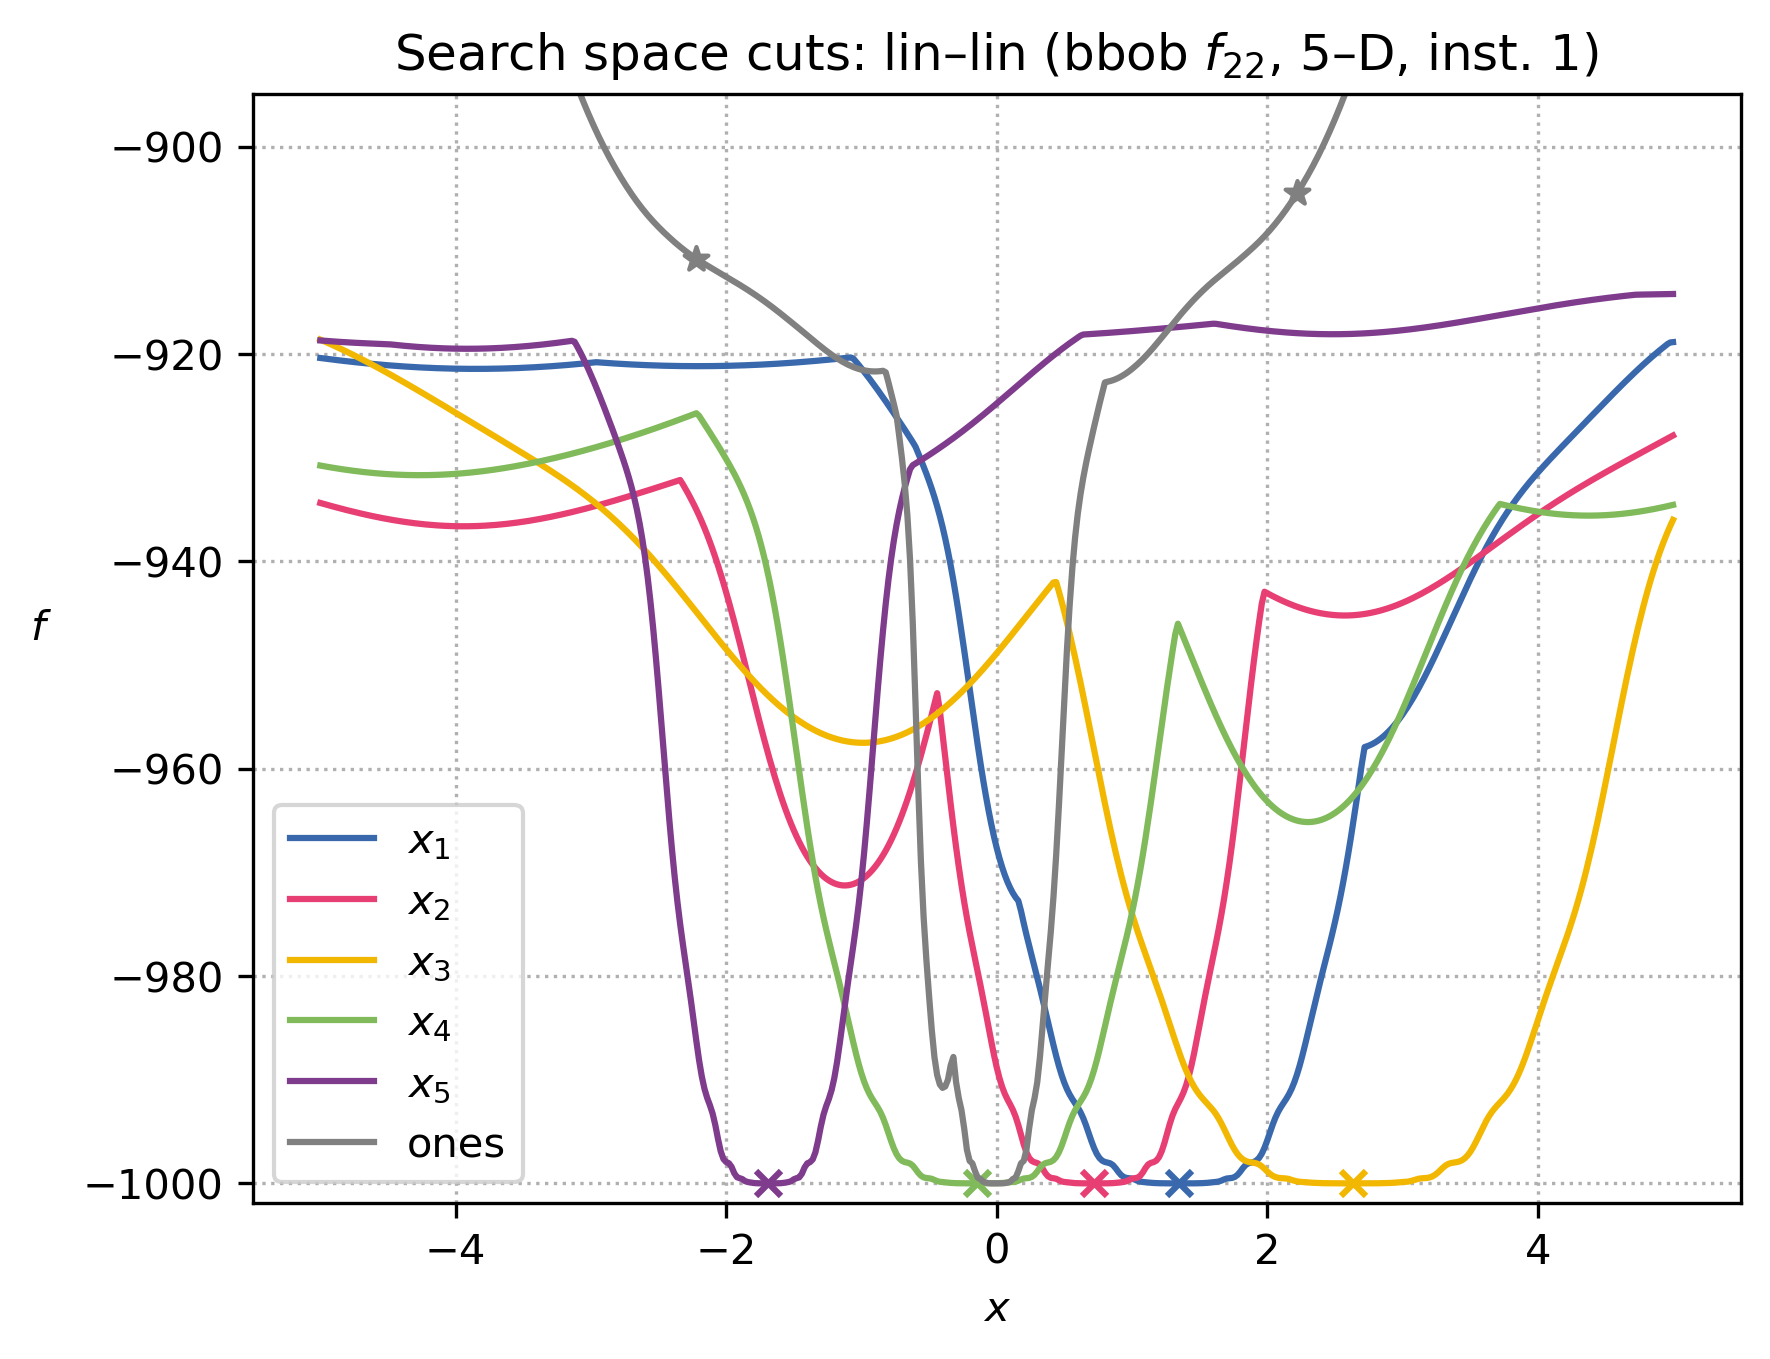 Search space cuts: lin–lin (bbob f₂₂, 5–D, inst. 1)
−900
−920
−940
−960
−980
−1000
f
x₁
x₂
x₃
x₄
x₅
ones
−4 −2 0 2 4
x